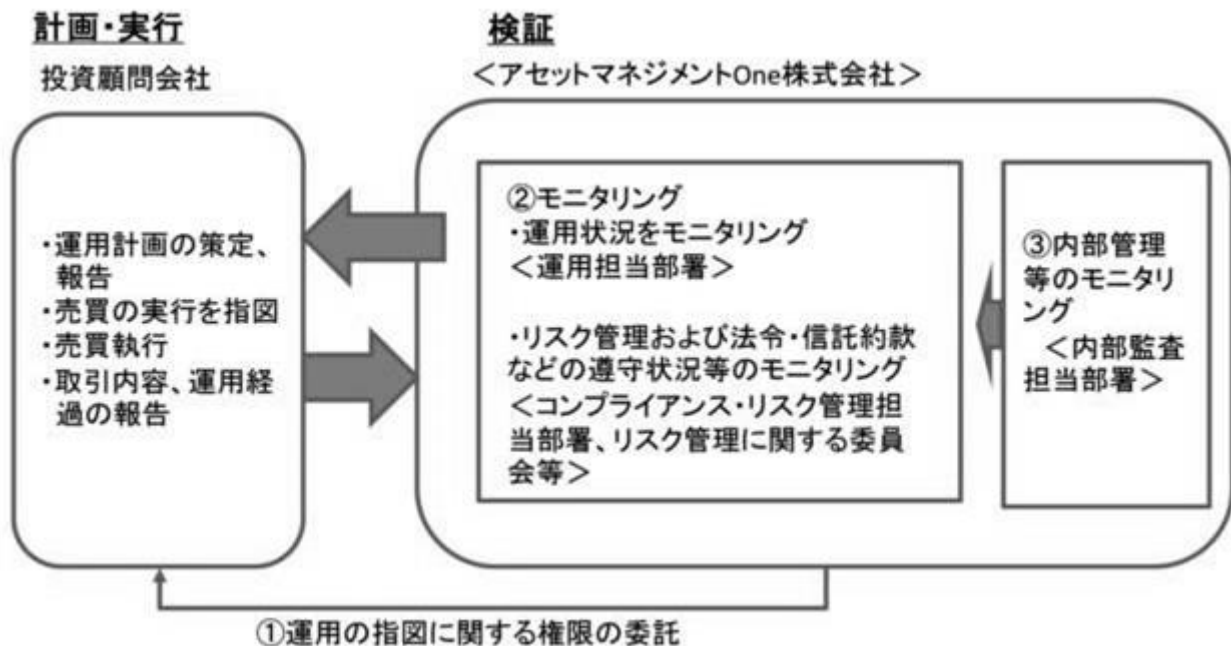 計画・実行
投資顧問会社
・運用計画の策定、
報告
・売買の実行を指図
・売買執行
・取引内容、運用経
過の報告
検証
＜アセットマネジメントOne株式会社＞
②モニタリング
・運用状況をモニタリング
＜運用担当部署＞
・リスク管理および法令・信託約款
などの遵守状況等のモニタリング
＜コンプライアンス・リスク管理担
当部署、リスク管理に関する委員
会等＞
③内部管理
等のモニタリ
ング
＜内部監査
担当部署＞
①運用の指図に関する権限の委託